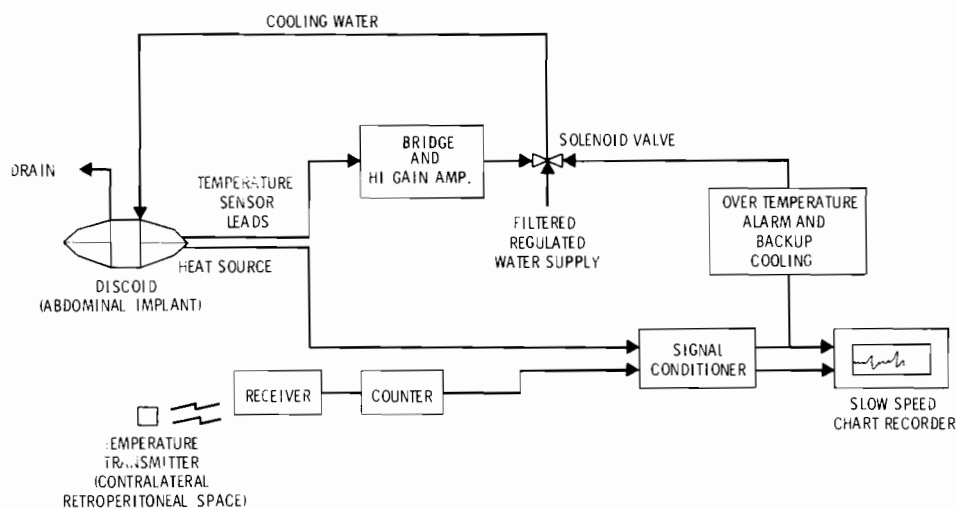 COOLING WATER
BRIDGE
AND
HI GAIN AMP.
SOLENOID VALVE
DRAIN
TEMPERATURE
SENSOR
LEADS
FILTERED
REGULATED
WATER SUPPLY
OVER TEMPERATURE
ALARM AND
BACKUP
COOLING
HEAT SOURCE
DISCOID
(ABDOMINAL IMPLANT)
SIGNAL
CONDITIONER
RECEIVER
COUNTER
SLOW SPEED
CHART RECORDER
TEMPERATURE
TRANSMITTER
(CONTRALATERAL
RETROPERITONEAL SPACE)